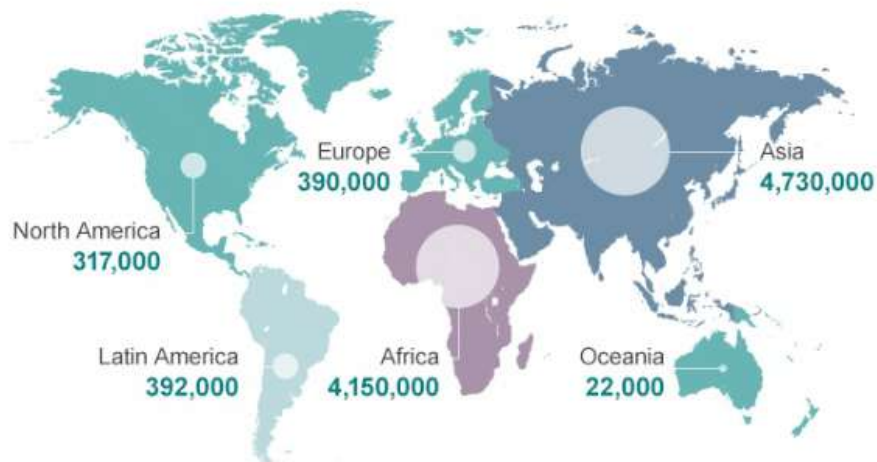 Europe
390,000
Asia
4,730,000
North America
317,000
Latin America
392,000
Africa
4,150,000
Oceania
22,000